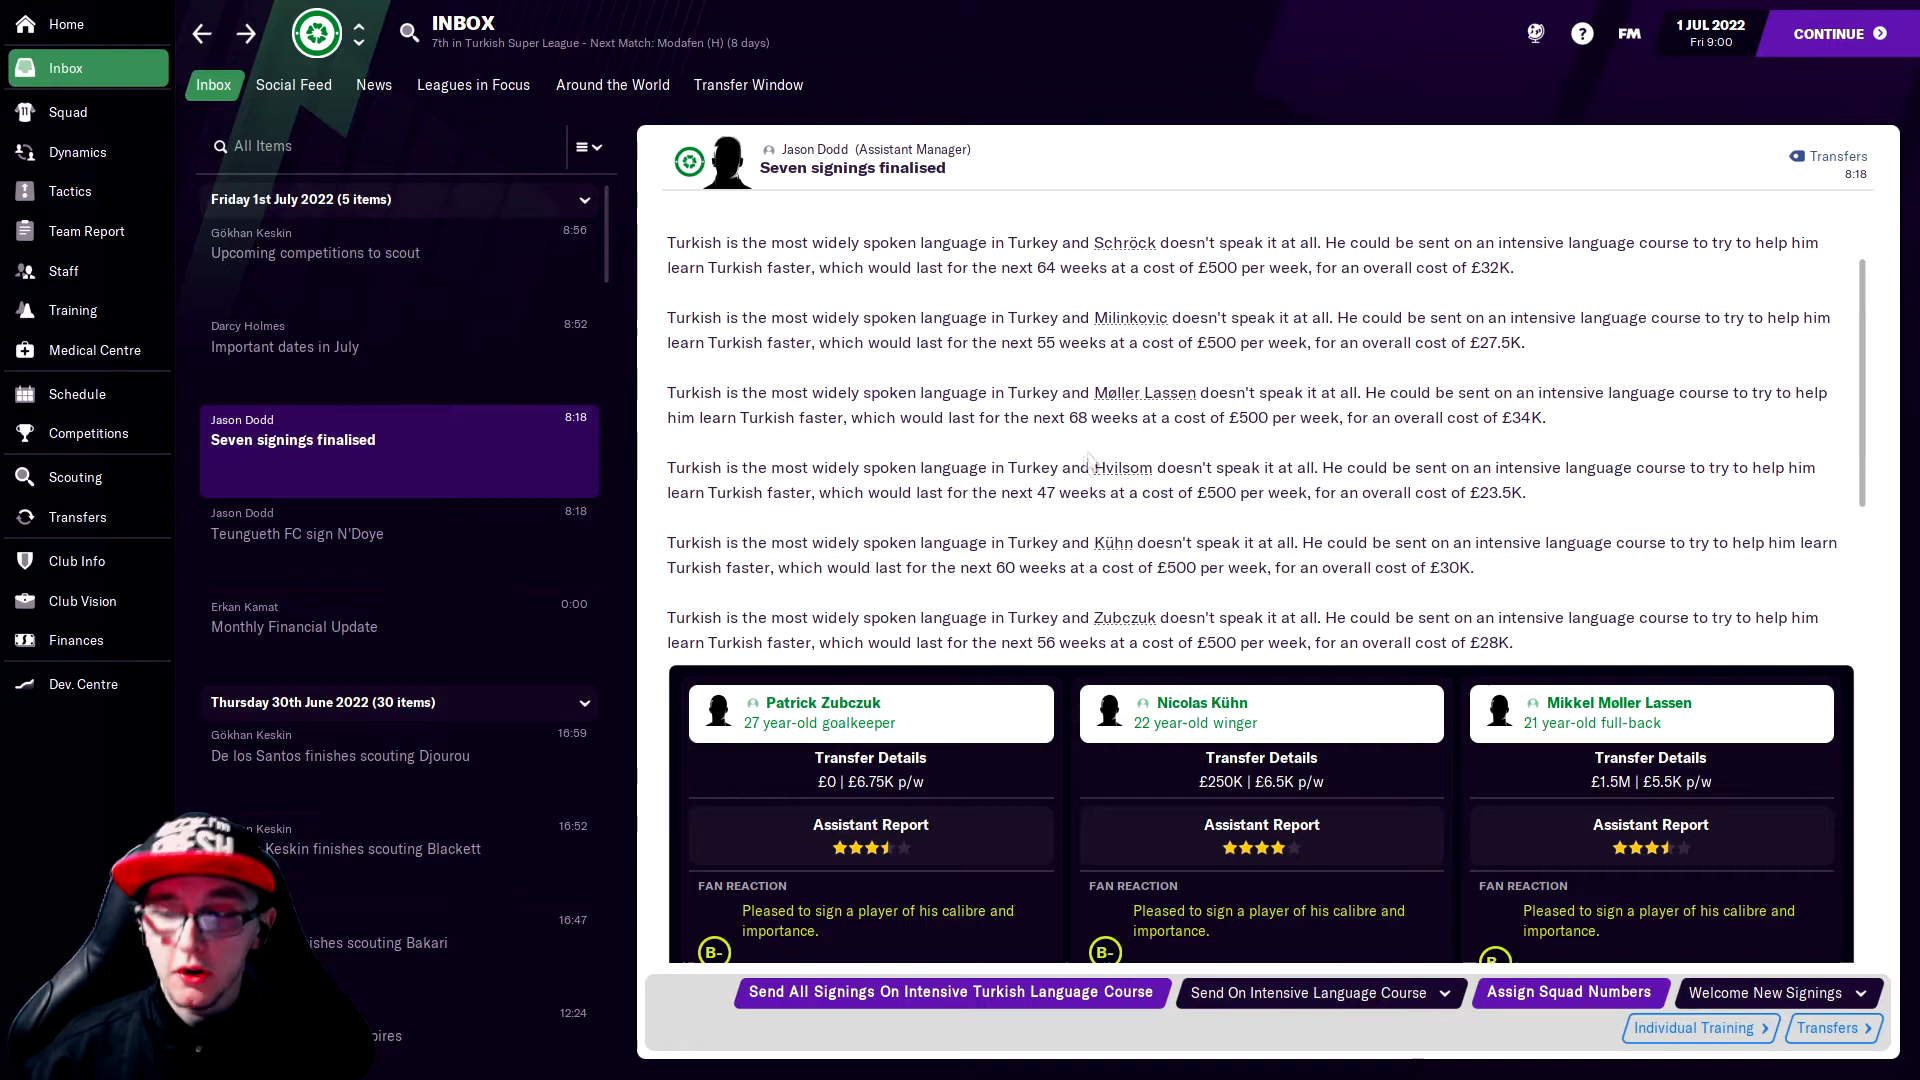 Home
Inbox
Squad
Dynamics
Tactics
Team Report
Staff
Training
Medical Centre
Schedule
Competitions
Scouting
Transfers
Club Info
Club Vision
Finances
Dev. Centre
INBOX
7th in Turkish Super League - Next Match: Modafen (H) (8 days)
FM
1 JUL 2022
Fri 9:00
CONTINUE
Inbox
Social Feed
News
Leagues in Focus
Around the World
Transfer Window
All Items
Friday 1st July 2022 (5 items)
Gökhan Keskin 8:56
Upcoming competitions to scout
Darcy Holmes 8:52
Important dates in July
Jason Dodd 8:18
Seven signings finalised
Jason Dodd 8:18
Teungueth FC sign N'Doye
Erkan Kamat 0:00
Monthly Financial Update
Thursday 30th June 2022 (30 items)
Gökhan Keskin 16:59
De los Santos finishes scouting Djourou
Keskin 16:52
Keskin finishes scouting Blackett
16:47
ishes scouting Bakari
12:24
pires
Jason Dodd (Assistant Manager)
Seven signings finalised
Transfers
8:18
Turkish is the most widely spoken language in Turkey and Schröck doesn't speak it at all. He could be sent on an intensive language course to try to help him
learn Turkish faster, which would last for the next 64 weeks at a cost of £500 per week, for an overall cost of £32K.
Turkish is the most widely spoken language in Turkey and Milinkovic doesn't speak it at all. He could be sent on an intensive language course to try to help him
learn Turkish faster, which would last for the next 55 weeks at a cost of £500 per week, for an overall cost of £27.5K.
Turkish is the most widely spoken language in Turkey and Møller Lassen doesn't speak it at all. He could be sent on an intensive language course to try to help
him learn Turkish faster, which would last for the next 68 weeks at a cost of £500 per week, for an overall cost of £34K.
Turkish is the most widely spoken language in Turkey and Hvilsom doesn't speak it at all. He could be sent on an intensive language course to try to help him
learn Turkish faster, which would last for the next 47 weeks at a cost of £500 per week, for an overall cost of £23.5K.
Turkish is the most widely spoken language in Turkey and Kühn doesn't speak it at all. He could be sent on an intensive language course to try to help him learn
Turkish faster, which would last for the next 60 weeks at a cost of £500 per week, for an overall cost of £30K.
Turkish is the most widely spoken language in Turkey and Zubczuk doesn't speak it at all. He could be sent on an intensive language course to try to help him
learn Turkish faster, which would last for the next 56 weeks at a cost of £500 per week, for an overall cost of £28K.
Patrick Zubczuk
27 year-old goalkeeper
Transfer Details
£0 | £6.75K p/w
Assistant Report
FAN REACTION
Pleased to sign a player of his calibre and
importance.
B-
Nicolas Kühn
22 year-old winger
Transfer Details
£250K | £6.5K p/w
Assistant Report
FAN REACTION
Pleased to sign a player of his calibre and
importance.
B-
Mikkel Møller Lassen
21 year-old full-back
Transfer Details
£1.5M | £5.5K p/w
Assistant Report
FAN REACTION
Pleased to sign a player of his calibre and
importance.
B-
Send All Signings On Intensive Turkish Language Course
Send On Intensive Language Course
Assign Squad Numbers
Welcome New Signings
Individual Training
Transfers